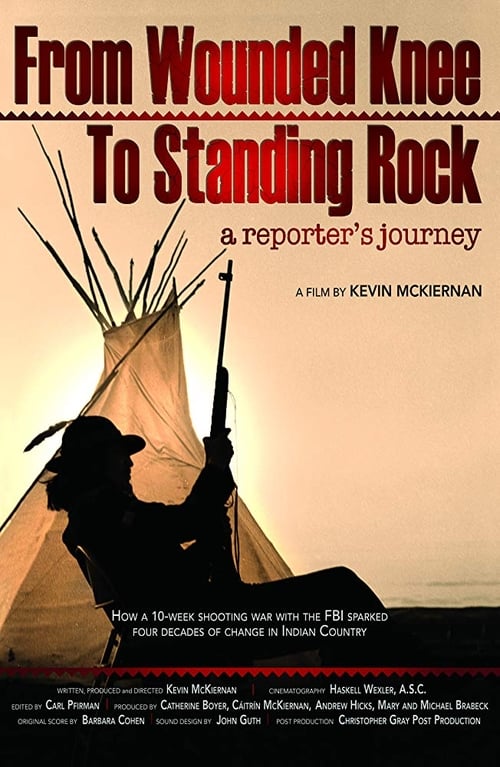 From Wounded Knee
To Standing Rock
a reporter's journey
A FILM BY KEVIN MCKIERNAN
HOW A 10-WEEK SHOOTING WAR WITH THE FBI SPARKED
FOUR DECADES OF CHANGE IN INDIAN COUNTRY
WRITTEN, PRODUCED and DIRECTED KEVIN MCKIERNAN | CINEMATOGRAPHY HASKELL WEXLER, A.S.C.
EDITED BY CARL PFIRMAN | PRODUCED BY CATHERINE BOYER, CÁITRÍN MCKIERNAN, ANDREW HICKS, MARY AND MICHAEL BRABECK
ORIGINAL SCORE BY BARBARA COHEN | SOUND DESIGN BY JOHN GUTH | POST PRODUCTION CHRISTOPHER GRAY POST PRODUCTION